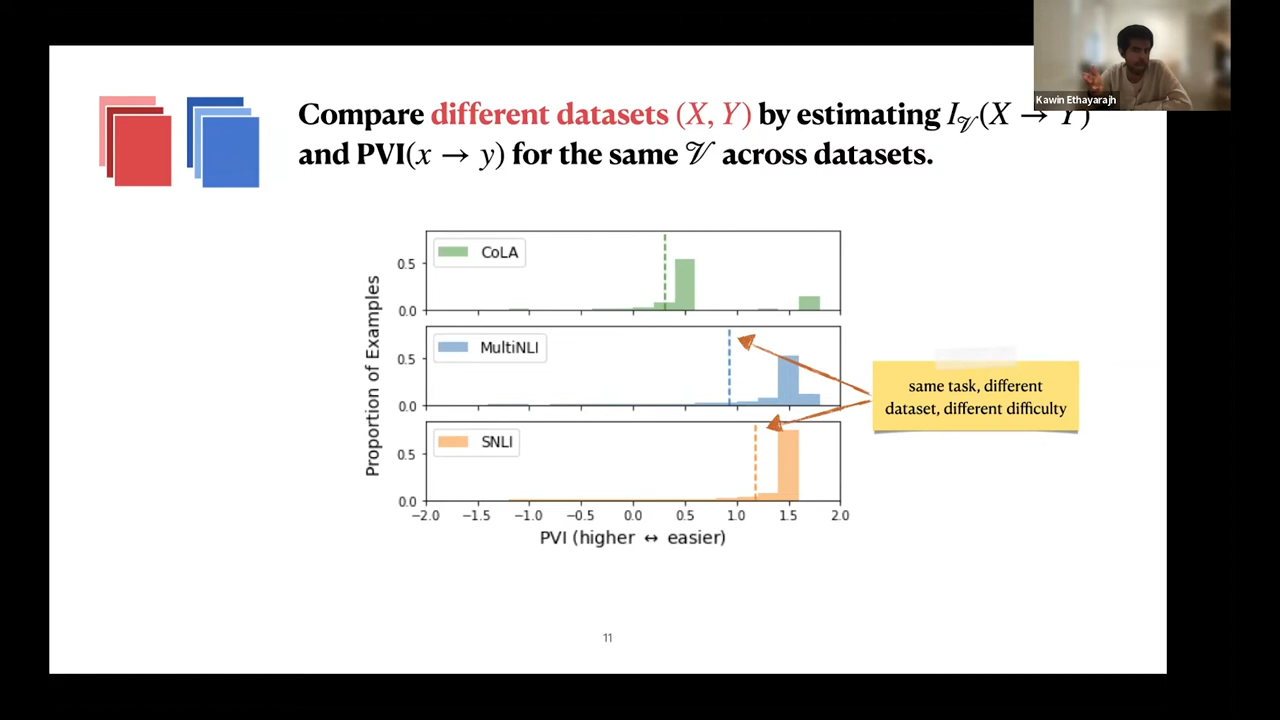 Kawin Ethayarajh
Compare different datasets (X, Y) by estimating I𝒱(X → Y)
and PVI(x → y) for the same 𝒱 across datasets.
CoLA
0.5
0.0
MultiNLI
0.5
0.0
SNLI
0.5
0.0
−2.0 −1.5 −1.0 −0.5 0.0 0.5 1.0 1.5 2.0
PVI (higher ↔ easier)
Proportion of Examples
same task, different
dataset, different difficulty
11